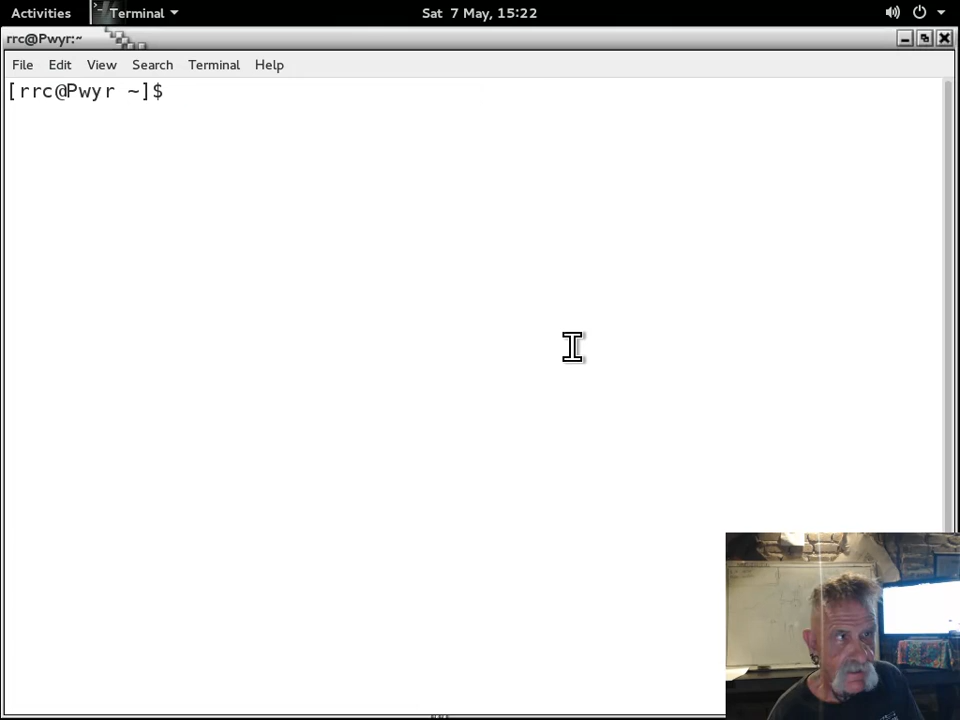 Activities
Terminal
Sat 7 May, 15:22
rrc@Pwyr:~
File Edit View Search Terminal Help
[rrc@Pwyr ~]$